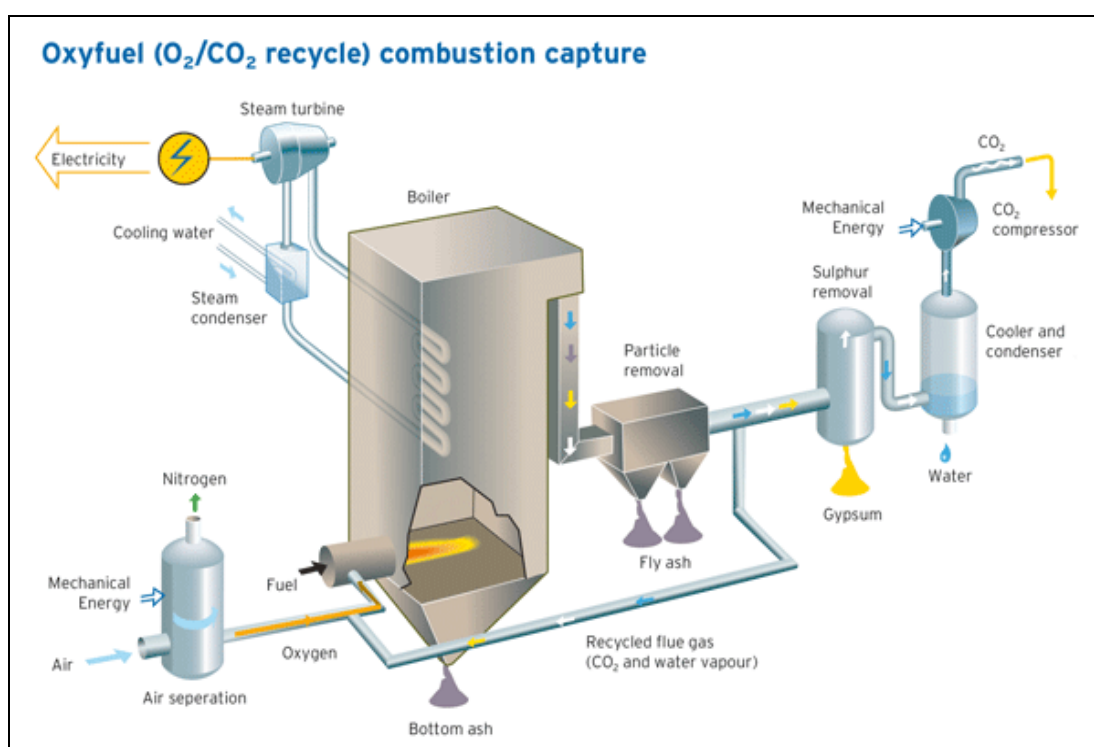 Oxyfuel (O₂/CO₂ recycle) combustion capture
Steam turbine
Electricity
Boiler
Cooling water
Steam
condenser
CO₂
Mechanical
Energy
CO₂
compressor
Sulphur
removal
Cooler and
condenser
Particle
removal
Water
Gypsum
Fly ash
Nitrogen
Mechanical
Energy
Fuel
Air
Oxygen
Air seperation
Recycled flue gas
(CO₂ and water vapour)
Bottom ash